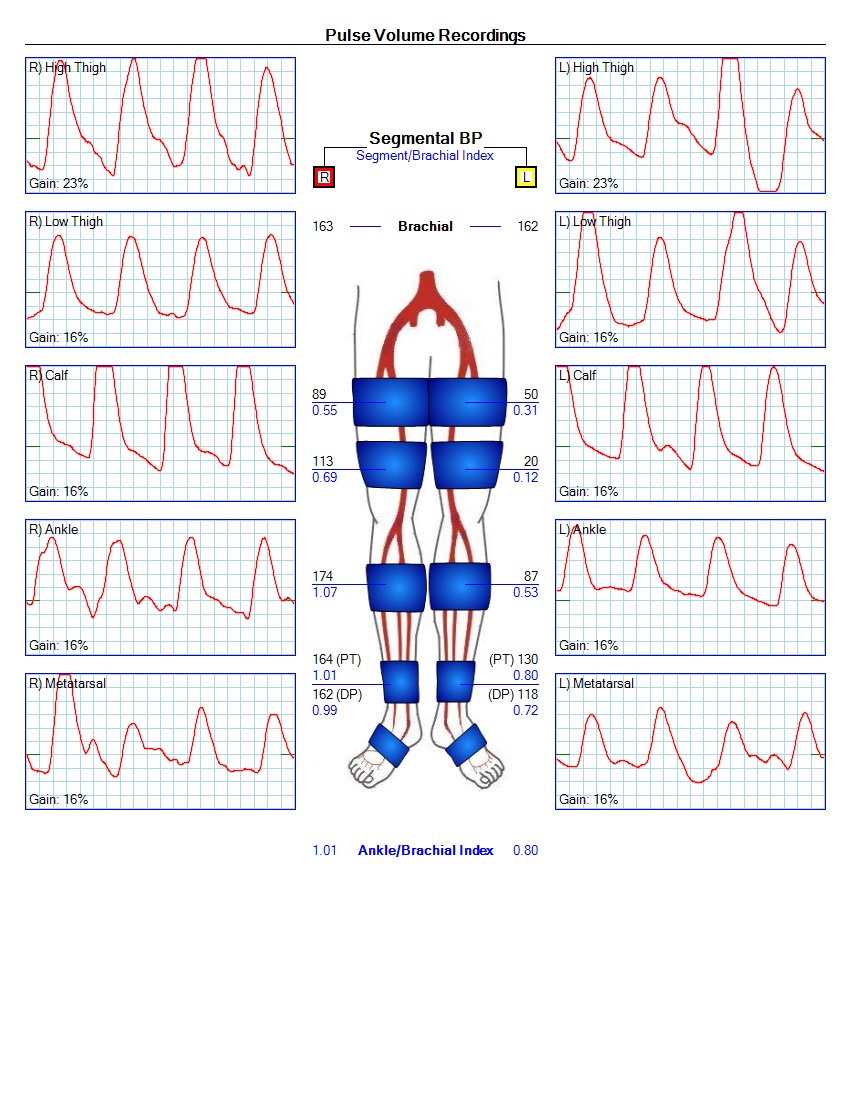 Pulse Volume Recordings
R) High Thigh
Gain: 23%
R) Low Thigh
Gain: 16%
R) Calf
Gain: 16%
R) Ankle
Gain: 16%
R) Metatarsal
Gain: 16%
Segmental BP
Segment/Brachial Index
R L
163 Brachial 162
89 50
0.55 0.31
113 20
0.69 0.12
174 87
1.07 0.53
164 (PT) (PT) 130
1.01 0.80
162 (DP) (DP) 118
0.99 0.72
1.01 Ankle/Brachial Index 0.80
L) High Thigh
Gain: 23%
L) Low Thigh
Gain: 16%
L) Calf
Gain: 16%
L) Ankle
Gain: 16%
L) Metatarsal
Gain: 16%